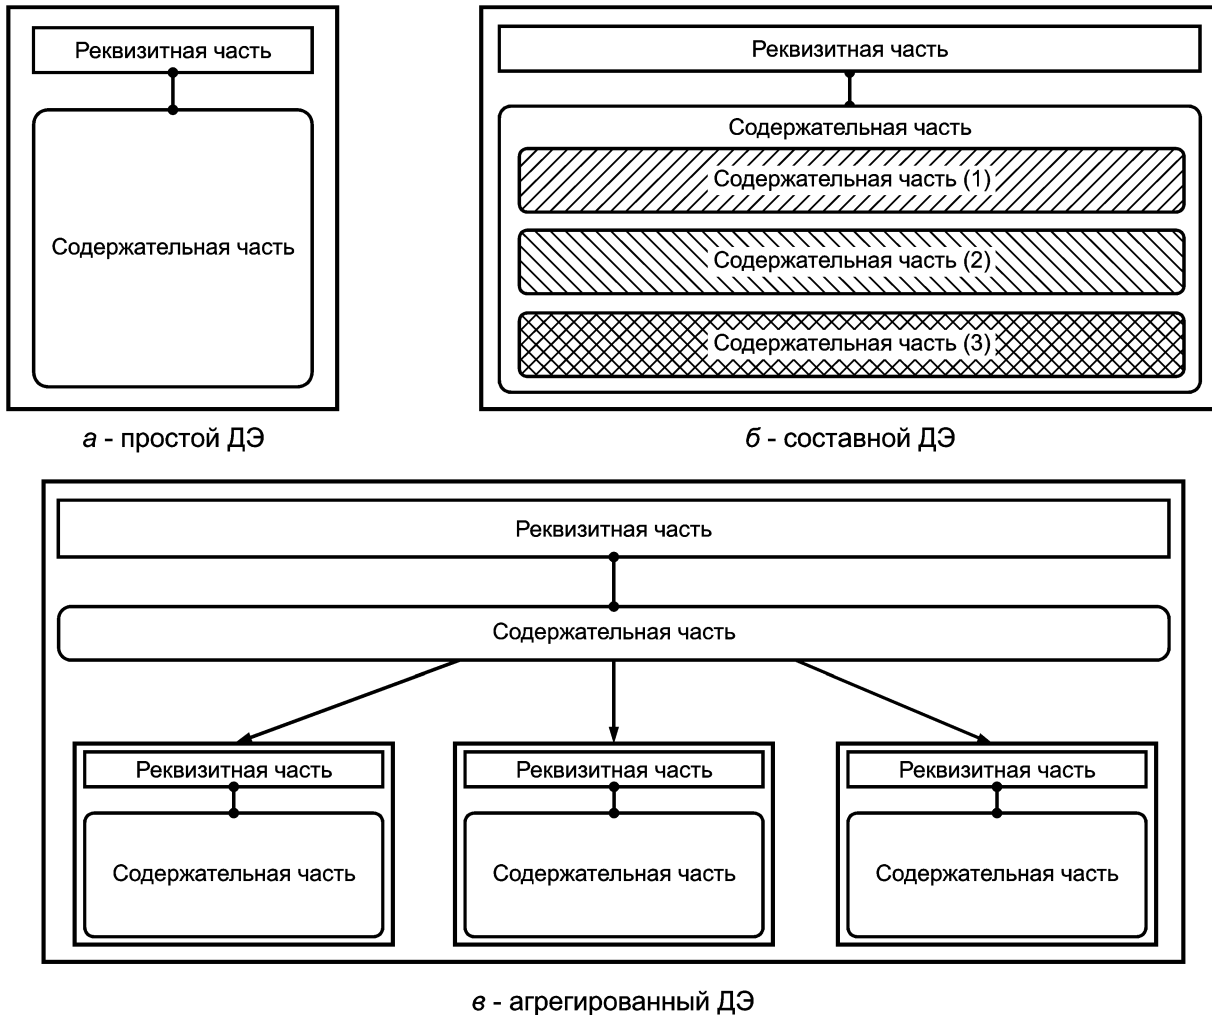 Реквизитная часть
Содержательная часть
а - простой ДЭ
Реквизитная часть
Содержательная часть
Содержательная часть (1)
Содержательная часть (2)
Содержательная часть (3)
б - составной ДЭ
Реквизитная часть
Содержательная часть
Реквизитная часть
Содержательная часть
Реквизитная часть
Содержательная часть
Реквизитная часть
Содержательная часть
в - агрегированный ДЭ